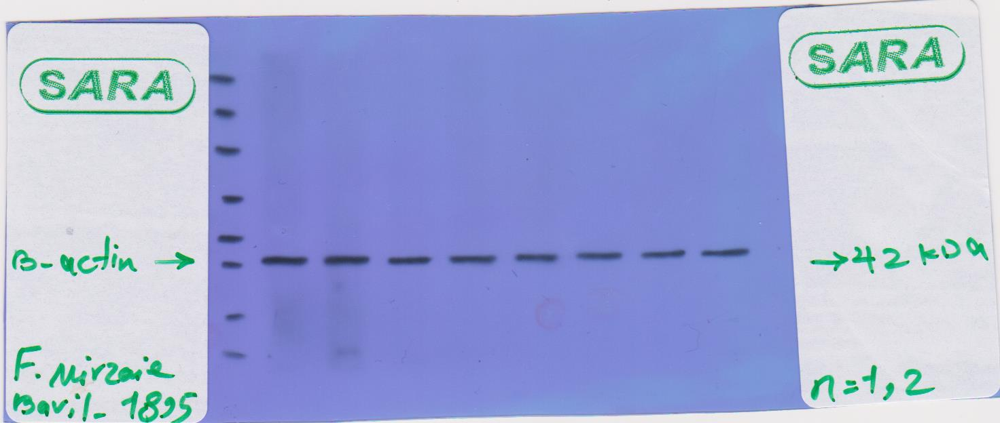 SARA
B-actin →
F. Mirzaie
Bavil- 1895
SARA
→42 kDa
n=1,2